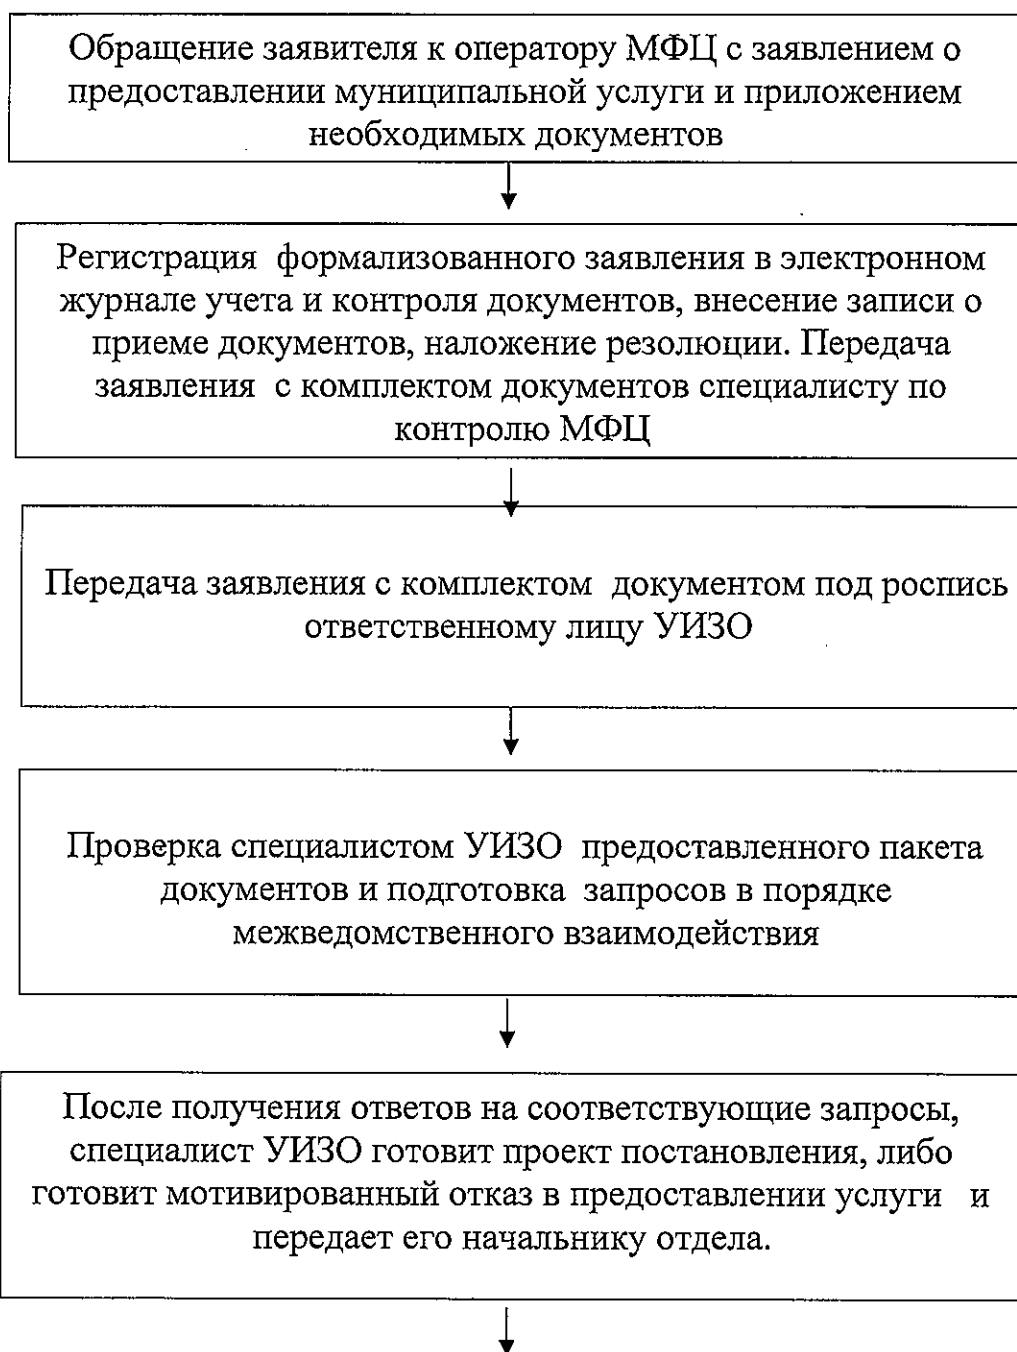 Обращение заявителя к оператору МФЦ с заявлением о
предоставлении муниципальной услуги и приложением
необходимых документов
Регистрация формализованного заявления в электронном
журнале учета и контроля документов, внесение записи о
приеме документов, наложение резолюции. Передача
заявления с комплектом документов специалисту по
контролю МФЦ
Передача заявления с комплектом документом под роспись
ответственному лицу УИЗО
Проверка специалистом УИЗО предоставленного пакета
документов и подготовка запросов в порядке
межведомственного взаимодействия
После получения ответов на соответствующие запросы,
специалист УИЗО готовит проект постановления, либо
готовит мотивированный отказ в предоставлении услуги и
передает его начальнику отдела.